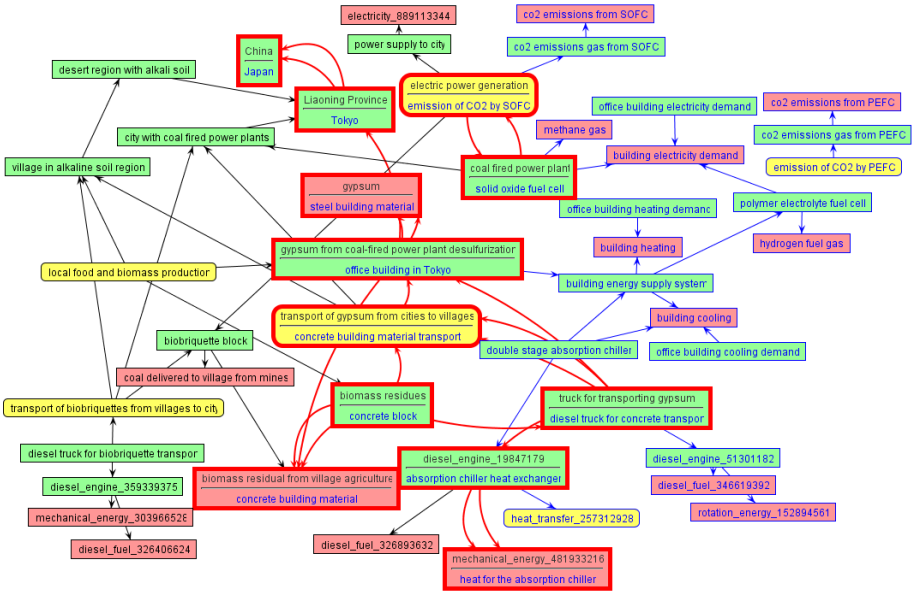 co2 emissions from SOFC
electricity_889113344
power supply to city
co2 emissions gas from SOFC
China
Japan
desert region with alkali soil
electric power generation
emission of CO2 by SOFC
Liaoning Province
Tokyo
office building electricity demand
co2 emissions from PEFC
city with coal fired power plants
methane gas
co2 emissions gas from PEFC
building electricity demand
village in alkaline soil region
coal fired power plant
solid oxide fuel cell
emission of CO2 by PEFC
gypsum
steel building material
office building heating demand
polymer electrolyte fuel cell
building heating
hydrogen fuel gas
gypsum from coal-fired power plant desulfurization
office building in Tokyo
local food and biomass production
building energy supply system
transport of gypsum from cities to villages
concrete building material transport
building cooling
biobriquette block
double stage absorption chiller
office building cooling demand
coal delivered to village from mines
biomass residues
concrete block
truck for transporting gypsum
diesel truck for concrete transpor
transport of biobriquettes from villages to city
diesel truck for biobriquette transpor
diesel_engine_19847179
absorption chiller heat exchanger
diesel_engine_51301182
biomass residual from village agriculture
concrete building material
diesel_engine_359339375
diesel_fuel_346619392
mechanical_energy_303966528
heat_transfer_257312928
rotation_energy_152894561
diesel_fuel_326406624
diesel_fuel_326893632
mechanical_energy_481933216
heat for the absorption chiller